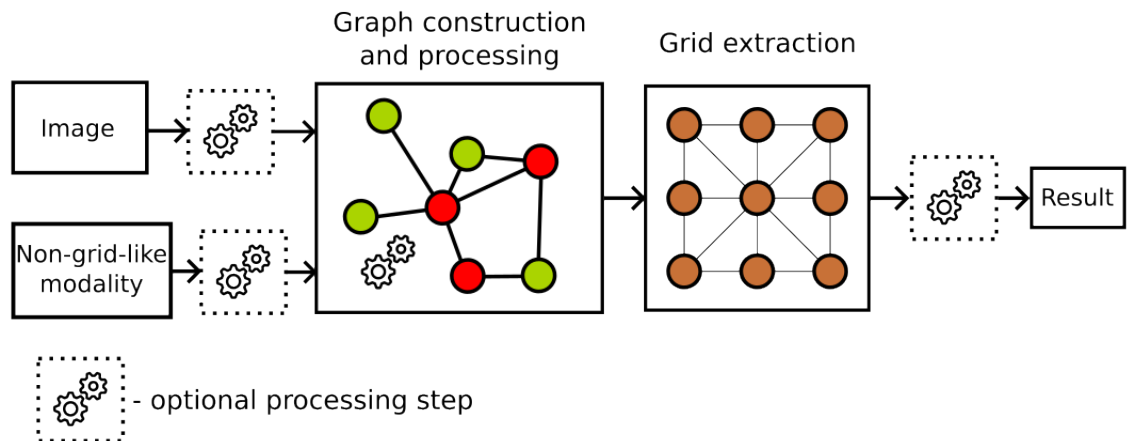 Graph construction
and processing
Grid extraction
Image
Non-grid-like
modality
Result
- optional processing step